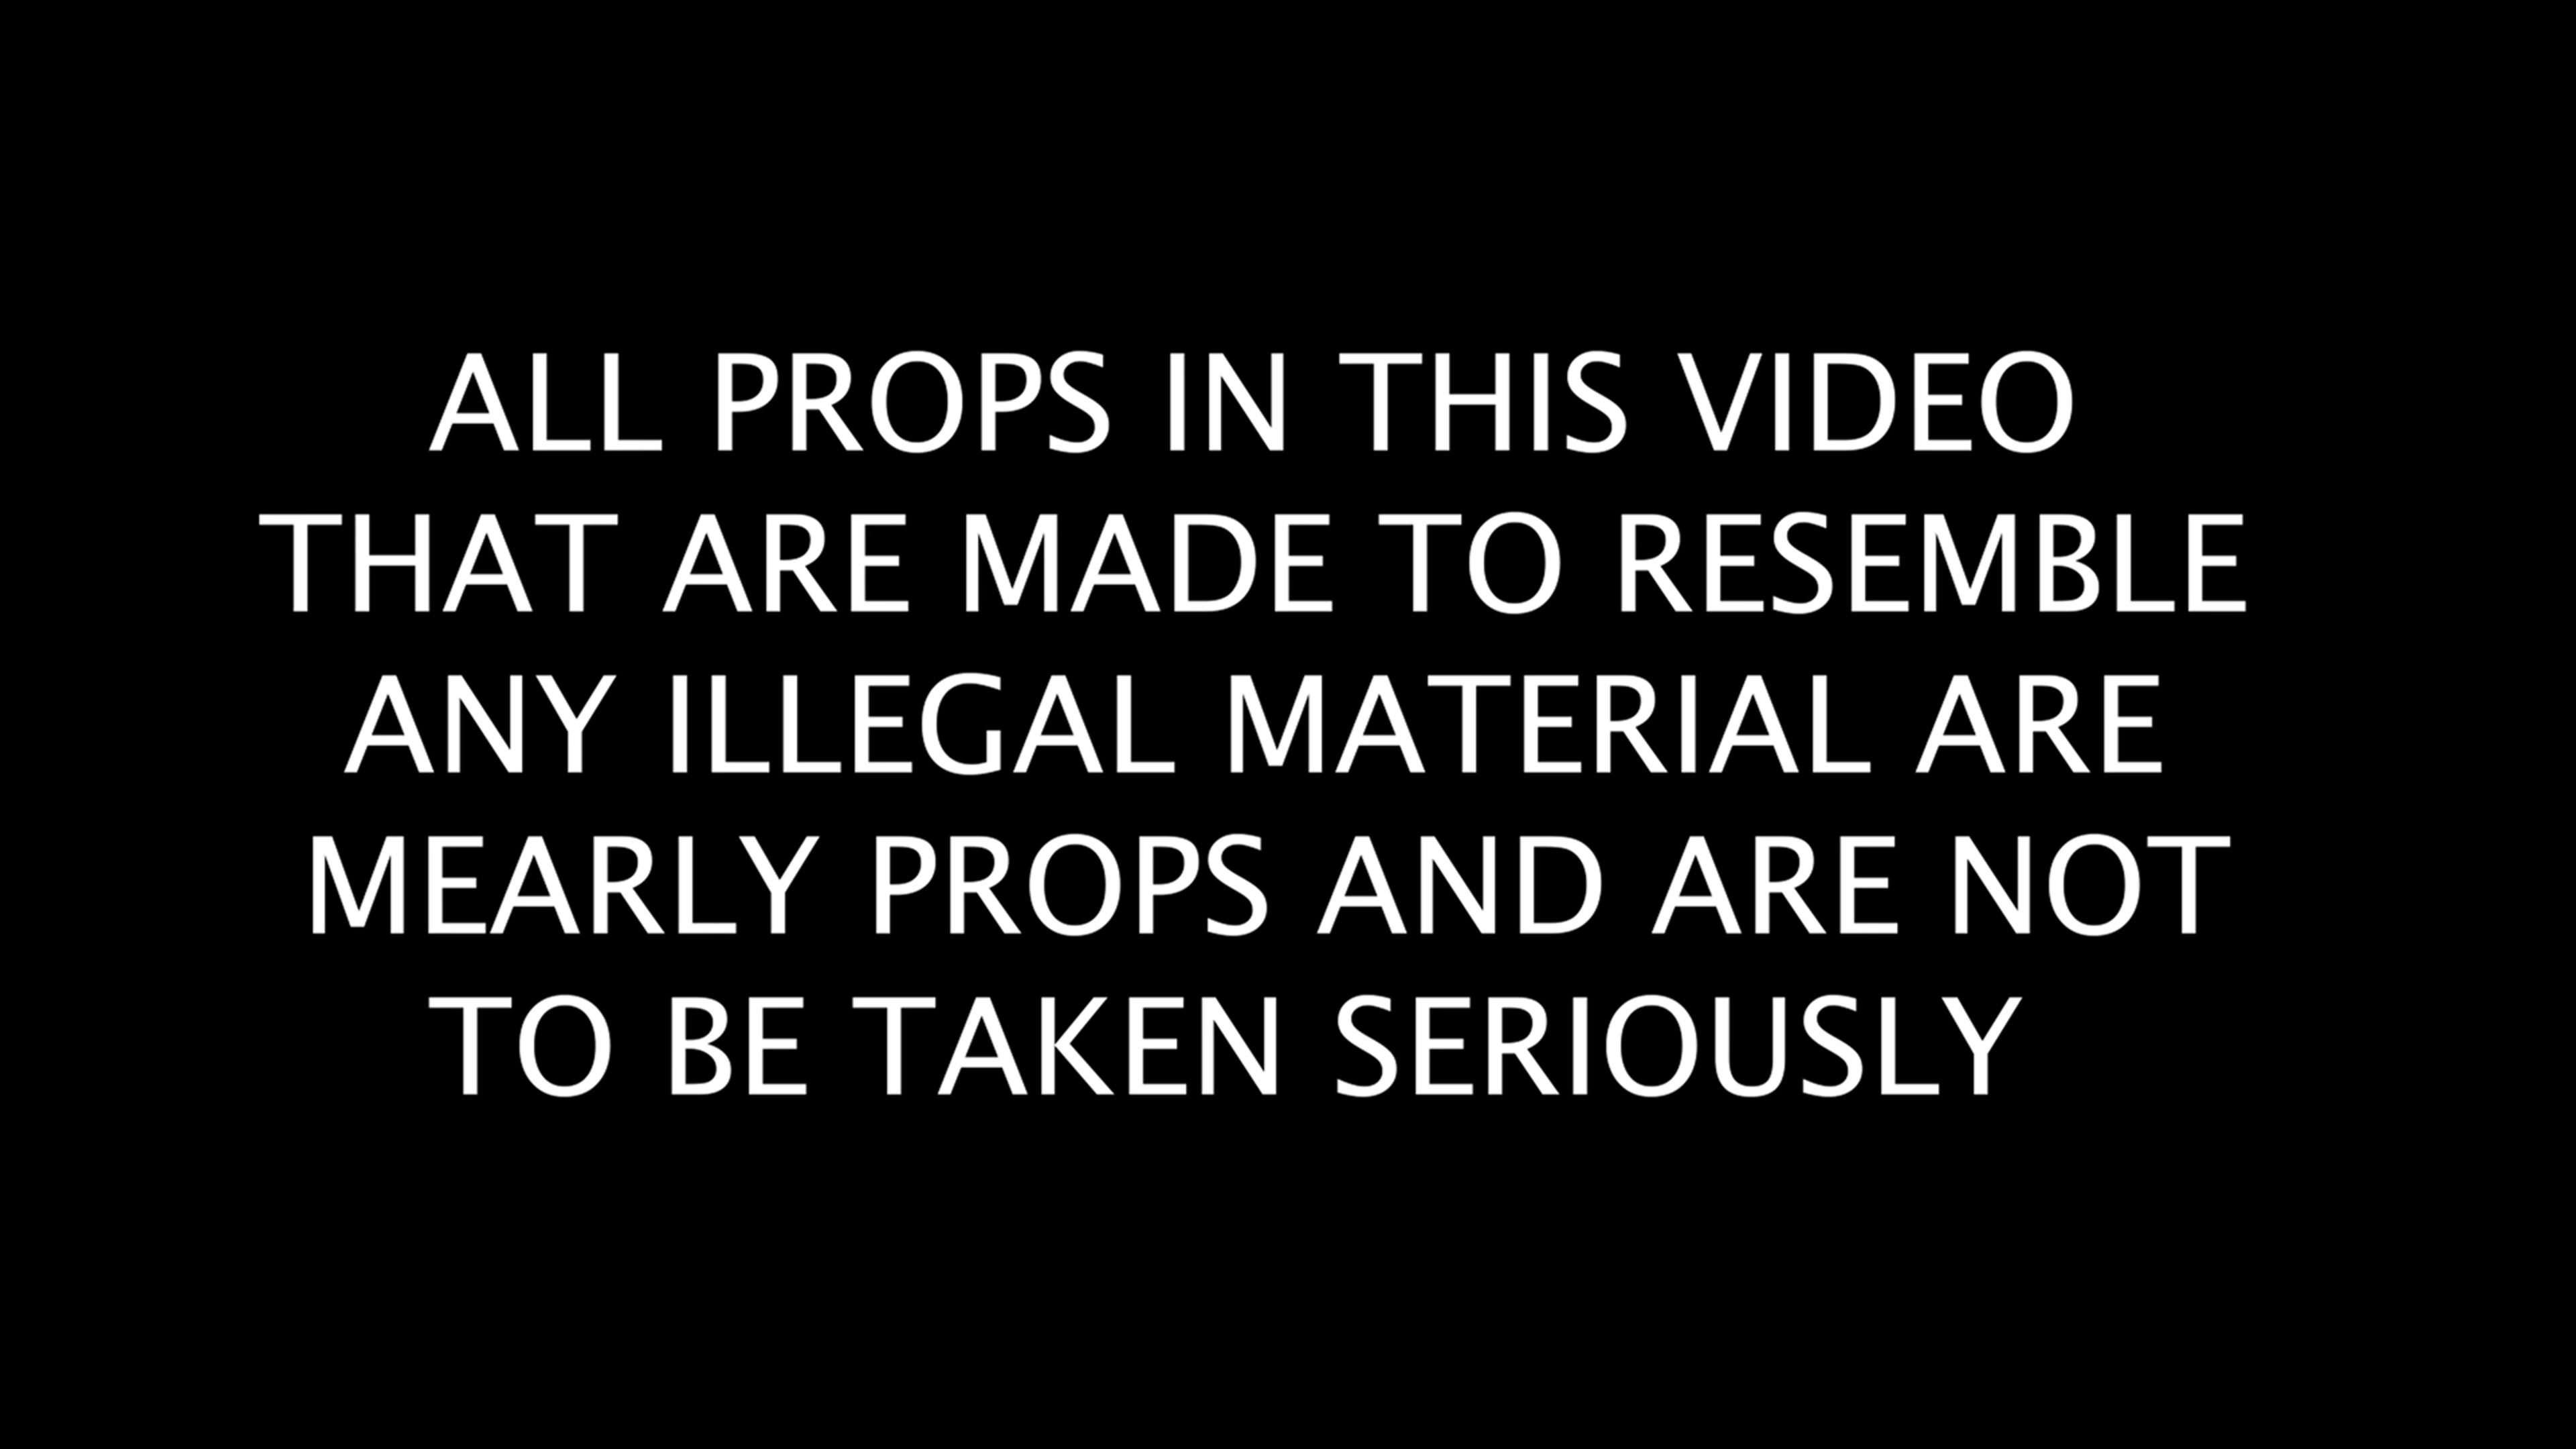 ALL PROPS IN THIS VIDEO
THAT ARE MADE TO RESEMBLE
ANY ILLEGAL MATERIAL ARE
MEARLY PROPS AND ARE NOT
TO BE TAKEN SERIOUSLY